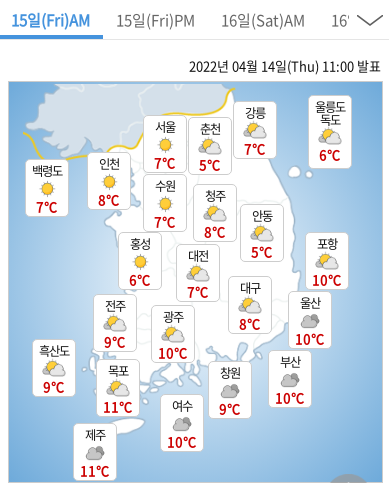 15일(Fri)AM 15일(Fri)PM 16일(Sat)AM 16
2022년 04월 14일(Thu) 11:00 발표
울릉도
독도
6℃
강릉
7℃
서울
7℃
춘천
5℃
백령도
7℃
인천
8℃
수원
7℃
청주
8℃
안동
5℃
홍성
6℃
대전
7℃
포항
10℃
대구
8℃
전주
9℃
울산
10℃
광주
10℃
흑산도
9℃
목포
11℃
창원
9℃
부산
10℃
여수
10℃
제주
11℃